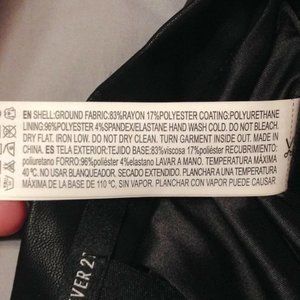 EN SHELL:GROUND FABRIC:83%RAYON 17%POLYESTER COATING:POLYURETHANE
LINING:96%POLYESTER 4%SPANDEX/ELASTANE HAND WASH COLD. DO NOT BLEACH.
DRY FLAT. IRON LOW. DO NOT DRY CLEAN. TURN GARMENT INSIDE OUT. MADE IN
CHINA. ES TELA EXTERIOR:TEJIDO BASE:83%viscosa 17%poliéster RECUBRIMIENTO:
poliuretano FORRO:96%poliéster 4%elastano LAVAR A MANO. TEMPERATURA MÁXIMA
40 ºC. NO USAR BLANQUEADOR. SECADO EXTENDIDO. PLANCHAR A UNA TEMPERATURA
MÁXIMA DE LA BASE DE 110 ºC, SIN VAPOR. PLANCHAR CON VAPOR PUEDE CAUSAR
EVER 21